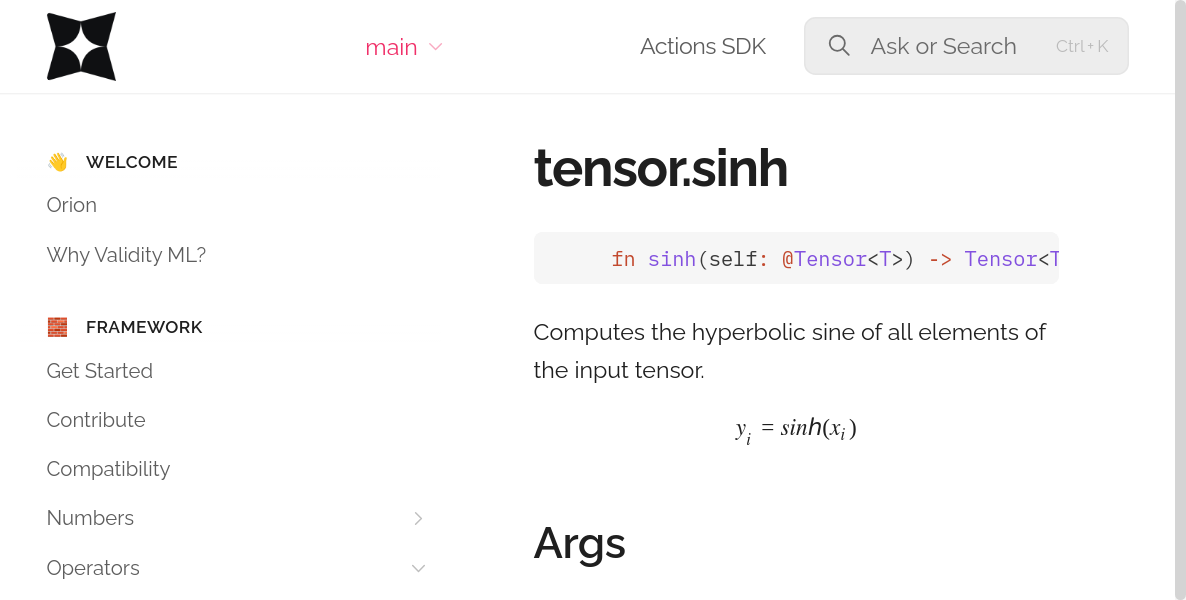 main
Actions SDK
Ask or Search
Ctrl + K
WELCOME
Orion
Why Validity ML?
FRAMEWORK
Get Started
Contribute
Compatibility
Numbers
Operators
tensor.sinh
fn sinh(self: @Tensor<T>) -> Tensor<T
Computes the hyperbolic sine of all elements of
the input tensor.
y_i = sinh(x_i)
Args